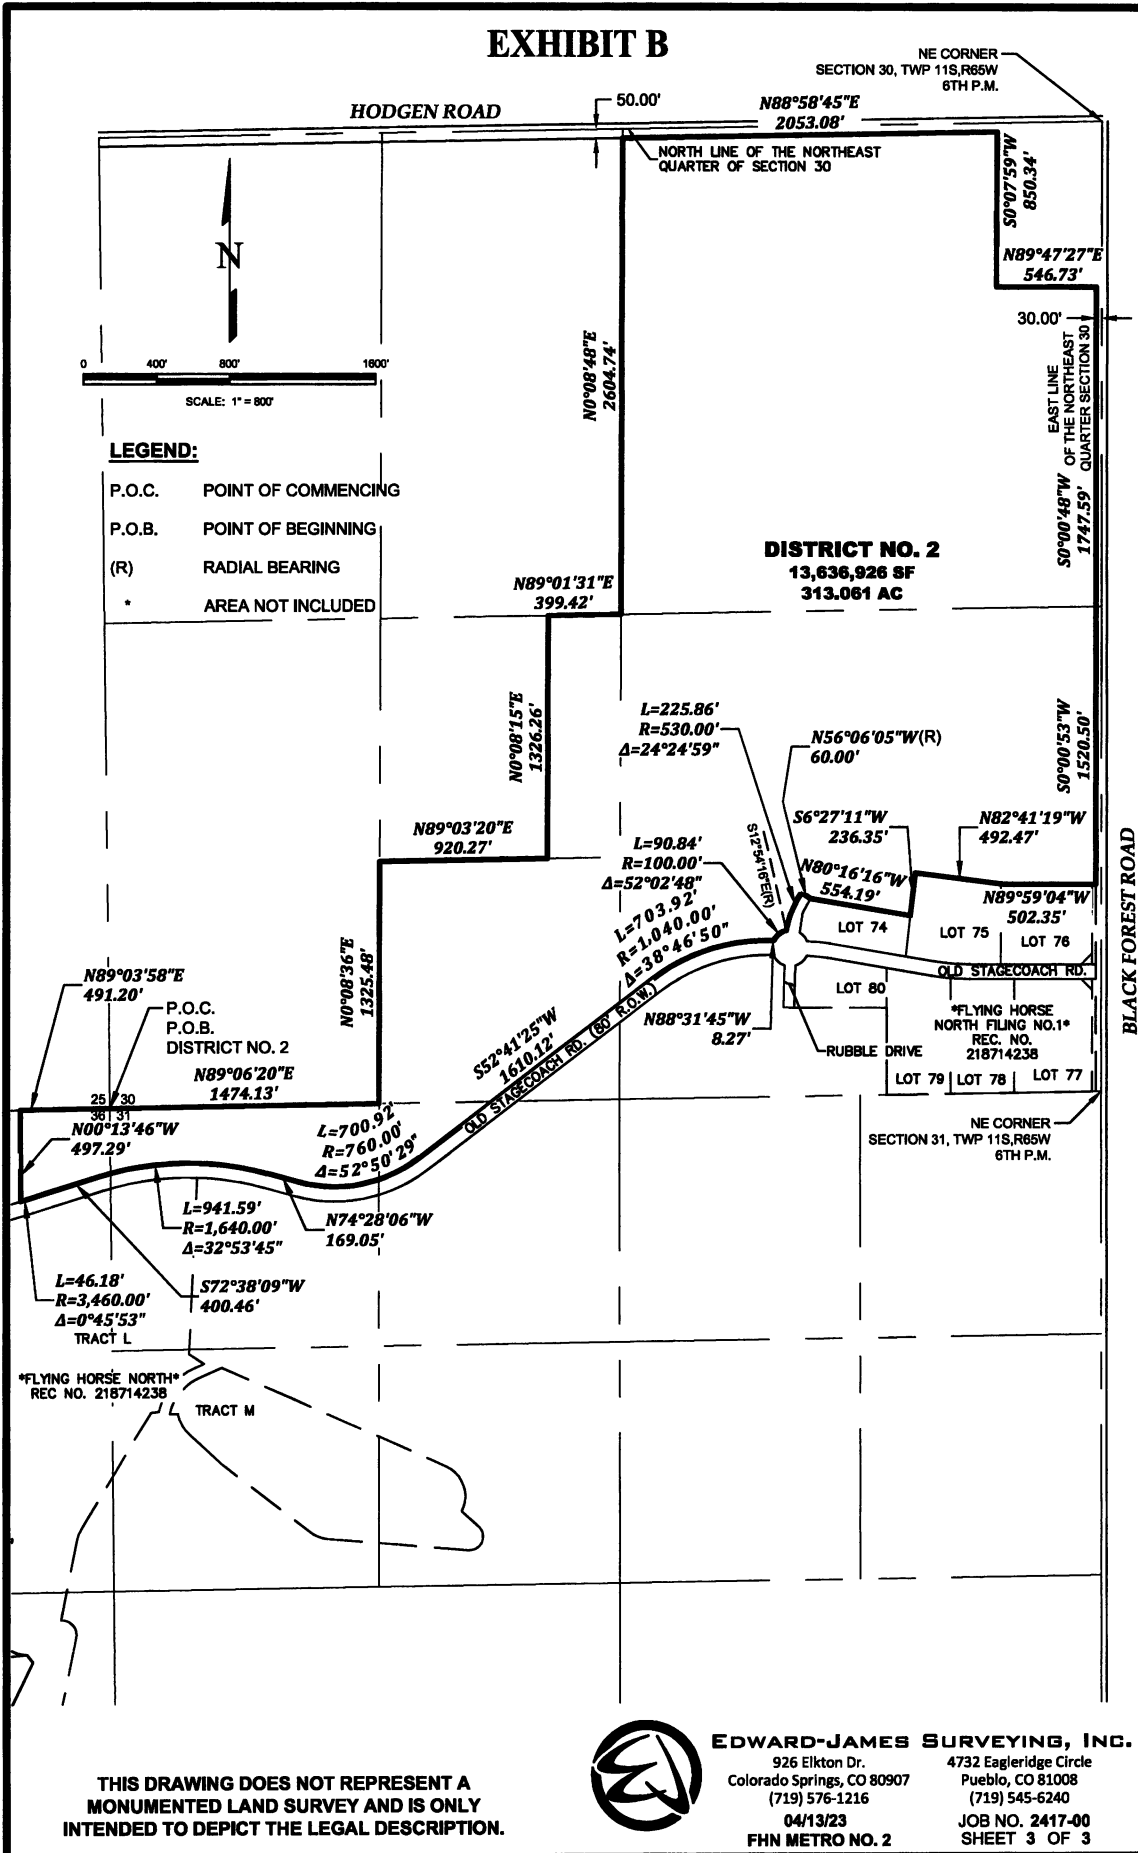 EXHIBIT B
NE CORNER
SECTION 30, TWP 11S,R65W
6TH P.M.
HODGEN ROAD
50.00'
N88°58'45"E
2053.08'
NORTH LINE OF THE NORTHEAST
QUARTER OF SECTION 30
S0°07'59"W
850.34'
N89°47'27"E
546.73'
30.00'
N
0 400' 800' 1600'
SCALE: 1" = 800'
N0°08'48"E
2604.74'
EAST LINE
OF THE NORTHEAST
QUARTER SECTION 30
S0°00'48"W
1747.59'
LEGEND:
P.O.C. POINT OF COMMENCING
P.O.B. POINT OF BEGINNING
(R) RADIAL BEARING
* AREA NOT INCLUDED
DISTRICT NO. 2
13,636,926 SF
313.061 AC
N89°01'31"E
399.42'
N0°08'15"E
1326.26'
L=225.86'
R=530.00'
Δ=24°24'59"
N56°06'05"W(R)
60.00'
S0°00'53"W
1520.50'
S6°27'11"W
236.35'
N82°41'19"W
492.47'
N89°03'20"E
920.27'
L=90.84'
R=100.00'
Δ=52°02'48"
S12°54'16"E(R)
N80°16'16"W
554.19'
N89°59'04"W
502.35'
BLACK FOREST ROAD
L=703.92'
R=1,040.00'
Δ=38°46'50"
LOT 74
LOT 75
LOT 76
OLD STAGECOACH RD.
LOT 80
N0°08'36"E
1325.48'
N89°03'58"E
491.20'
P.O.C.
P.O.B.
DISTRICT NO. 2
N88°31'45"W
8.27'
*FLYING HORSE
NORTH FILING NO.1*
REC. NO.
218714238
RUBBLE DRIVE
S52°41'25"W
1610.12'
OLD STAGECOACH RD. (80' R.O.W.)
N89°06'20"E
1474.13'
LOT 79
LOT 78
LOT 77
25 30
36 31
N00°13'46"W
497.29'
L=700.92'
R=760.00'
Δ=52°50'29"
NE CORNER
SECTION 31, TWP 11S,R65W
6TH P.M.
L=941.59'
R=1,640.00'
Δ=32°53'45"
N74°28'06"W
169.05'
L=46.18'
R=3,460.00'
Δ=0°45'53"
S72°38'09"W
400.46'
TRACT L
*FLYING HORSE NORTH*
REC NO. 218714238
TRACT M
THIS DRAWING DOES NOT REPRESENT A
MONUMENTED LAND SURVEY AND IS ONLY
INTENDED TO DEPICT THE LEGAL DESCRIPTION.
EDWARD-JAMES SURVEYING, INC.
926 Elkton Dr.
Colorado Springs, CO 80907
(719) 576-1216
04/13/23
FHN METRO NO. 2
4732 Eagleridge Circle
Pueblo, CO 81008
(719) 545-6240
JOB NO. 2417-00
SHEET 3 OF 3